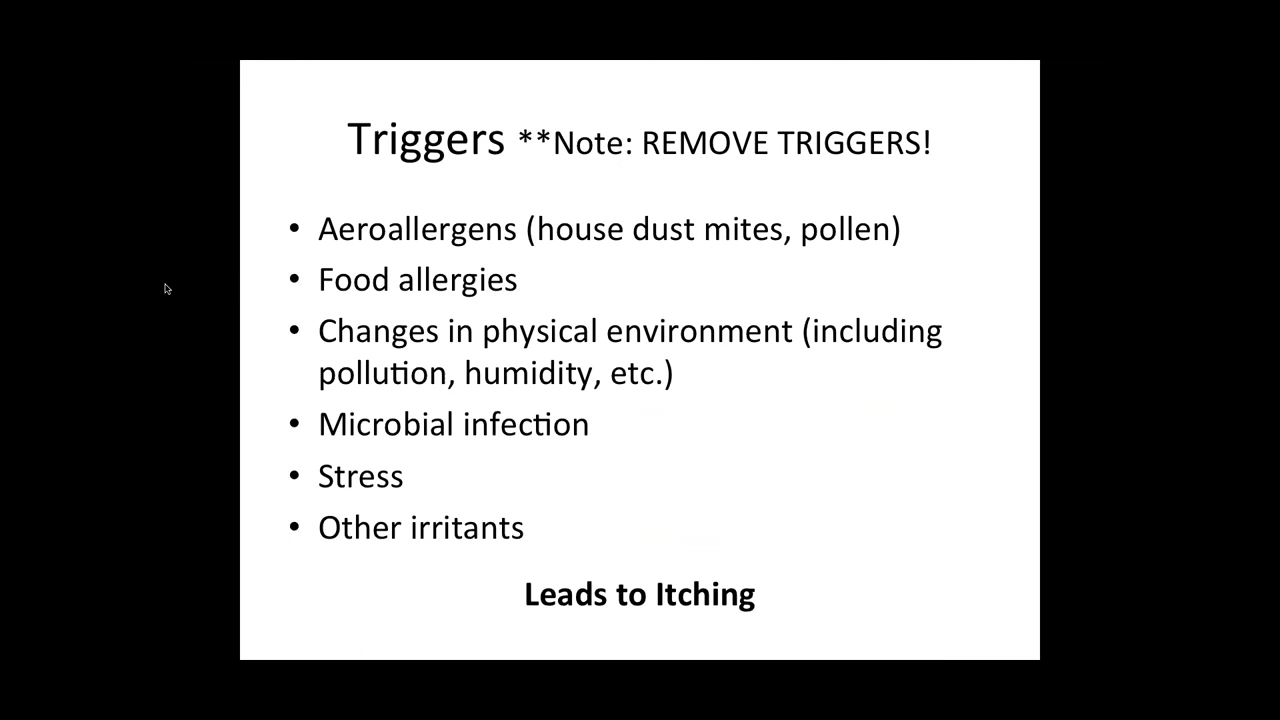 Triggers **Note: REMOVE TRIGGERS!
• Aeroallergens (house dust mites, pollen)
• Food allergies
• Changes in physical environment (including
pollution, humidity, etc.)
• Microbial infection
• Stress
• Other irritants
Leads to Itching